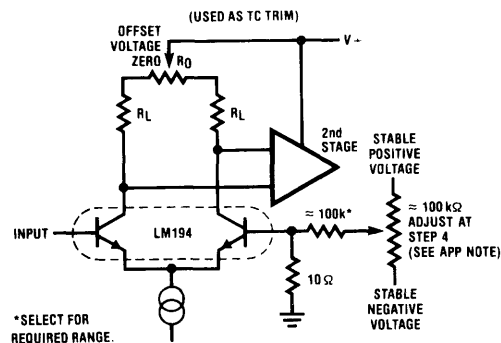 (USED AS TC TRIM)
OFFSET
VOLTAGE
ZERO
R0
V+
RL
RL
2nd
STAGE
STABLE
POSITIVE
VOLTAGE
≈ 100k*
≈ 100 kΩ
ADJUST AT
STEP 4
(SEE APP NOTE)
INPUT
LM194
10 Ω
STABLE
NEGATIVE
VOLTAGE
*SELECT FOR
REQUIRED RANGE.